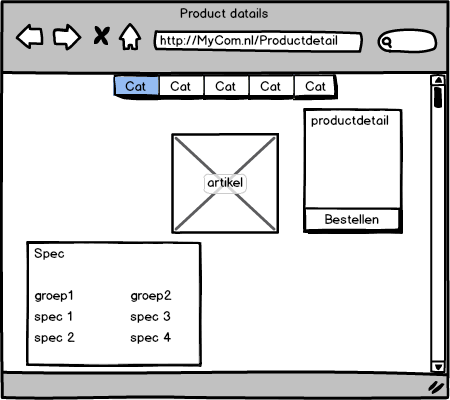 Product datails
http://MyCom.nl/Productdetail
Cat Cat Cat Cat Cat
productdetail
artikel
Bestellen
Spec
groep1 groep2
spec 1 spec 3
spec 2 spec 4